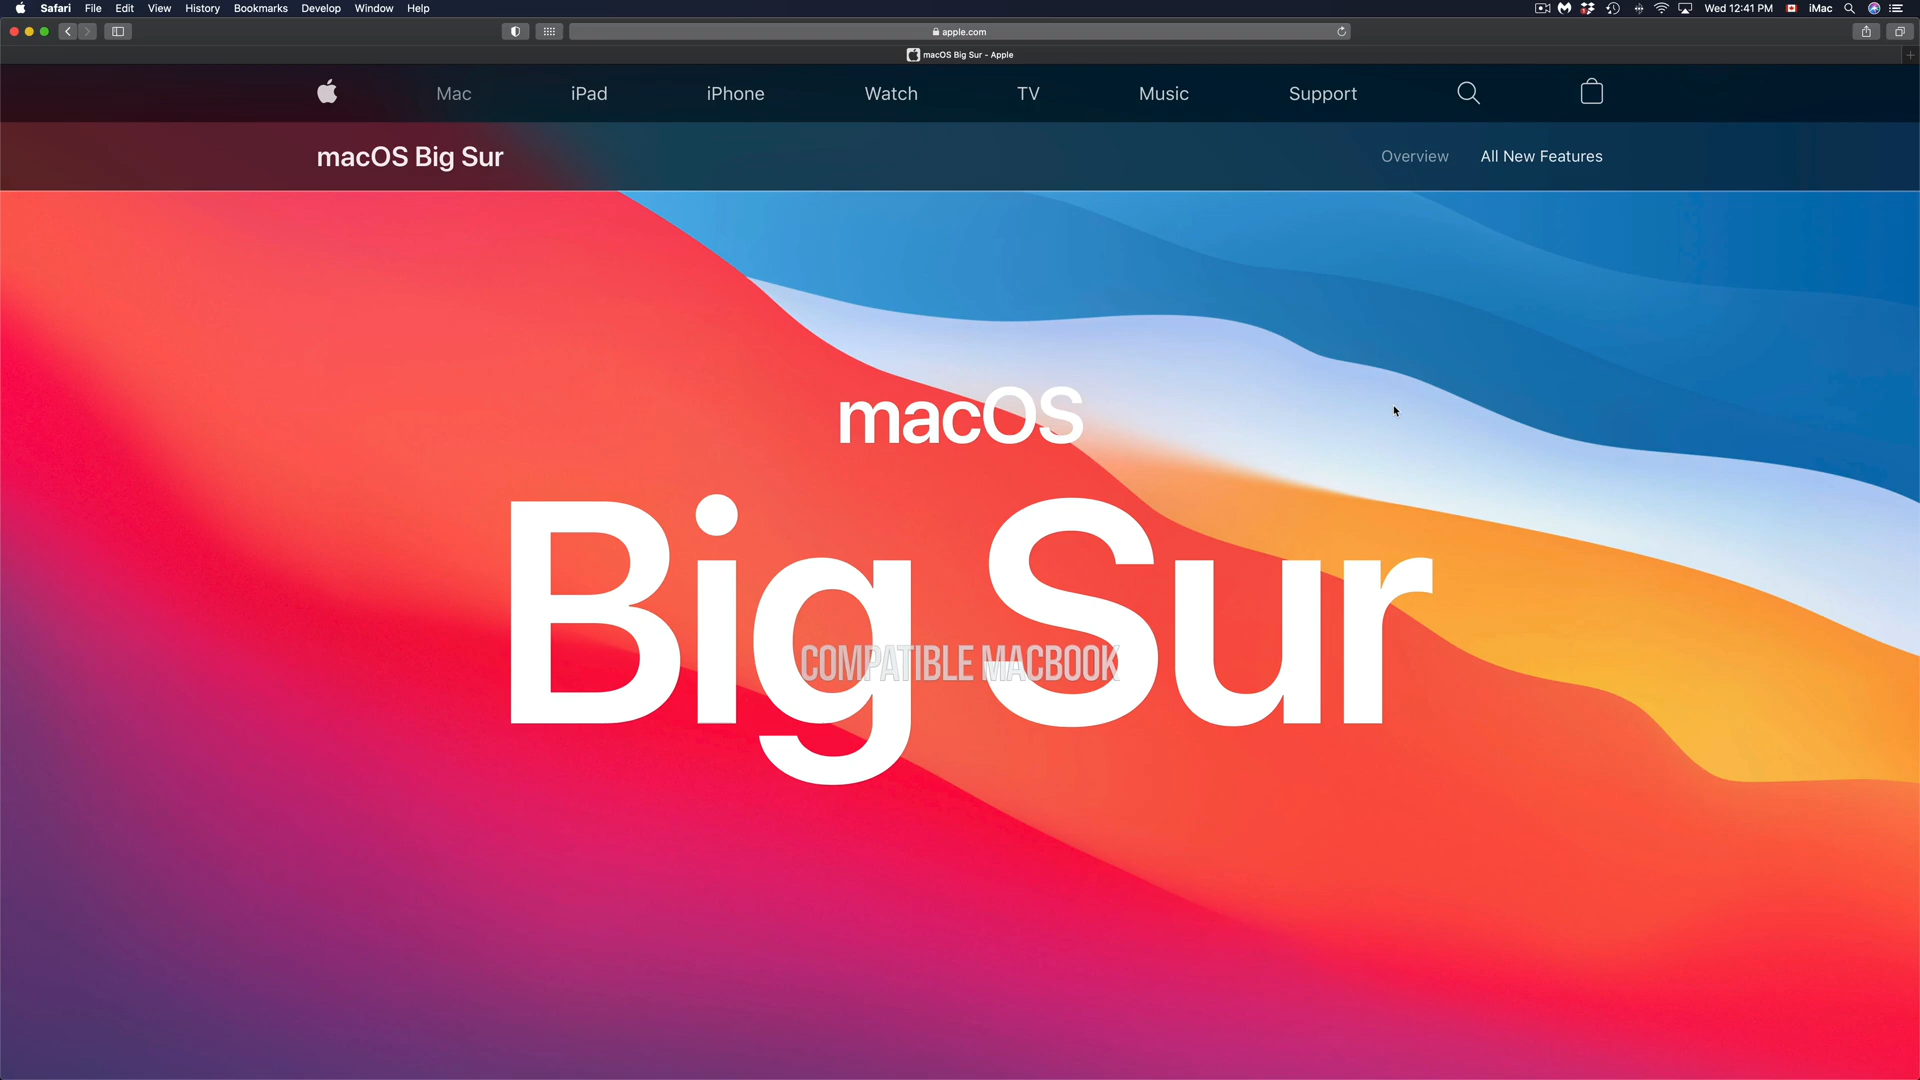 Safari File Edit View History Bookmarks Develop Window Help Wed 12:41 PM iMac
apple.com
macOS Big Sur - Apple
Mac iPad iPhone Watch TV Music Support
macOS Big Sur Overview All New Features
macOS
Big Sur
COMPATIBLE MACBOOK